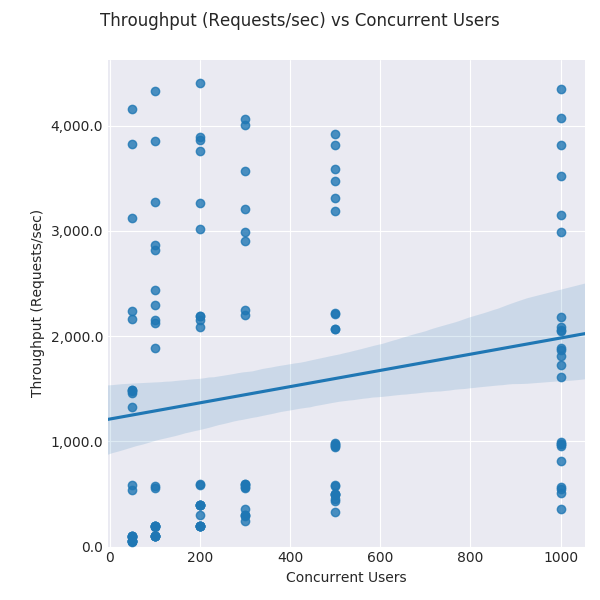 Throughput (Requests/sec) vs Concurrent Users
4,000.0
3,000.0
2,000.0
1,000.0
0.0
Throughput (Requests/sec)
0 200 400 600 800 1000
Concurrent Users